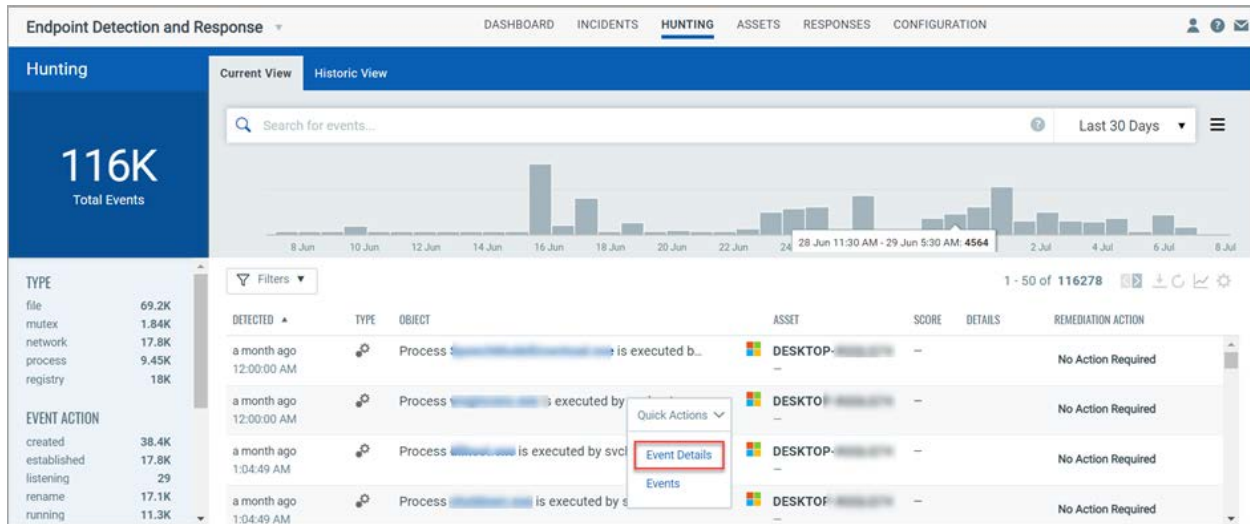 Endpoint Detection and Response
DASHBOARD INCIDENTS HUNTING ASSETS RESPONSES CONFIGURATION
Hunting
Current View Historic View
Search for events...
Last 30 Days
116K
Total Events
8 Jun 10 Jun 12 Jun 14 Jun 16 Jun 18 Jun 20 Jun 22 Jun 24 2 Jul 4 Jul 6 Jul 8 Jul
28 Jun 11:30 AM - 29 Jun 5:30 AM: 4564
TYPE
file 69.2K
mutex 1.84K
network 17.8K
process 9.45K
registry 18K
EVENT ACTION
created 38.4K
established 17.8K
listening 29
rename 17.1K
running 11.3K
Filters
1 - 50 of 116278
DETECTED TYPE OBJECT ASSET SCORE DETAILS REMEDIATION ACTION
a month ago Process is executed b... DESKTOP- – No Action Required
12:00:00 AM –
a month ago Process is executed by DESKTO – No Action Required
12:00:00 AM –
a month ago Process is executed by svcl DESKTOP- – No Action Required
1:04:49 AM –
a month ago Process is executed by s DESKTOP – No Action Required
1:04:49 AM –
Quick Actions
Event Details
Events